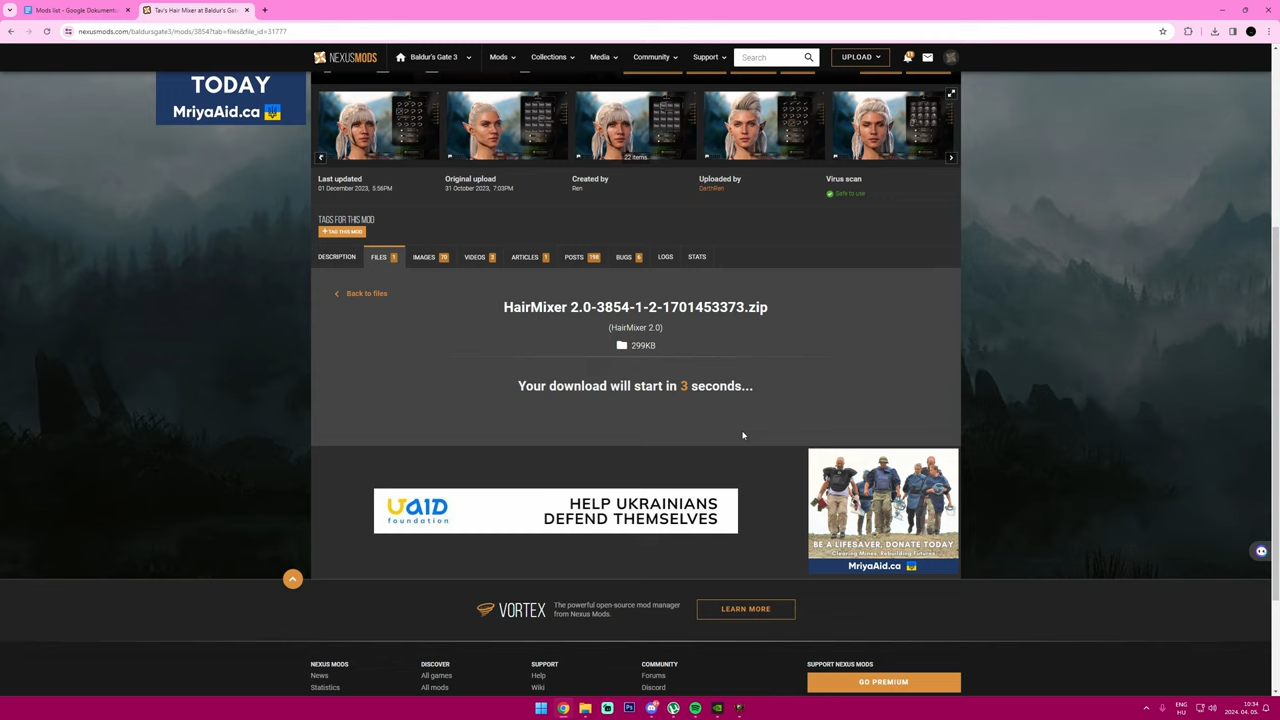 Mods list - Google Dokumentu
Tav's Hair Mixer at Baldur's Gat
nexusmods.com/baldursgate3/mods/3854?tab=files&file_id=31777
NEXUSMODS
Baldur's Gate 3
Mods
Collections
Media
Community
Support
Search
UPLOAD
TODAY
MriyaAid.ca
22 items
Last updated
01 December 2023, 5:56PM
Original upload
31 October 2023, 7:03PM
Created by
Ren
Uploaded by
DarthRen
Virus scan
Safe to use
TAGS FOR THIS MOD
+ TAG THIS MOD
DESCRIPTION
FILES 1
IMAGES 70
VIDEOS 3
ARTICLES 1
POSTS 198
BUGS 6
LOGS
STATS
Back to files
HairMixer 2.0-3854-1-2-1701453373.zip
(HairMixer 2.0)
299KB
Your download will start in 3 seconds...
UAID
foundation
HELP UKRAINIANS
DEFEND THEMSELVES
BE A LIFESAVER, DONATE TODAY
Clearing Mines. Rebuilding Futures
MriyaAid.ca
VORTEX
The powerful open-source mod manager
from Nexus Mods.
LEARN MORE
NEXUS MODS
News
Statistics
DISCOVER
All games
All mods
SUPPORT
Help
Wiki
COMMUNITY
Forums
Discord
SUPPORT NEXUS MODS
GO PREMIUM
ENG
HU
10:34
2024. 04. 05.